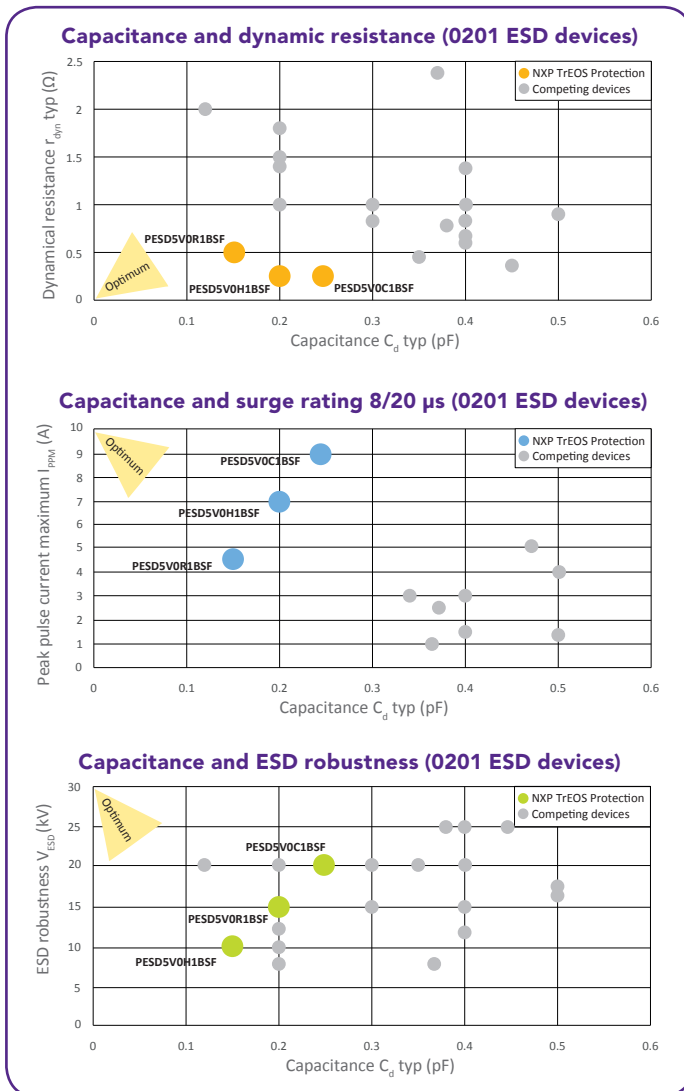 Capacitance and dynamic resistance (0201 ESD devices)
Dynamical resistance r_dyn typ (Ω)
2.5
2
1.5
1
0.5
0
NXP TrEOS Protection
Competing devices
PESD5V0R1BSF
Optimum
PESD5V0H1BSF
PESD5V0C1BSF
0
0.1
0.2
0.3
0.4
0.5
0.6
Capacitance C_d typ (pF)
Capacitance and surge rating 8/20 µs (0201 ESD devices)
Peak pulse current maximum I_PPM (A)
10
9
8
7
6
5
4
3
2
1
0
Optimum
NXP TrEOS Protection
Competing devices
PESD5V0C1BSF
PESD5V0H1BSF
PESD5V0R1BSF
0
0.1
0.2
0.3
0.4
0.5
0.6
Capacitance C_d typ (pF)
Capacitance and ESD robustness (0201 ESD devices)
ESD robustness V_ESD (kV)
30
25
20
15
10
5
0
Optimum
NXP TrEOS Protection
Competing devices
PESD5V0C1BSF
PESD5V0R1BSF
PESD5V0H1BSF
0
0.1
0.2
0.3
0.4
0.5
0.6
Capacitance C_d typ (pF)